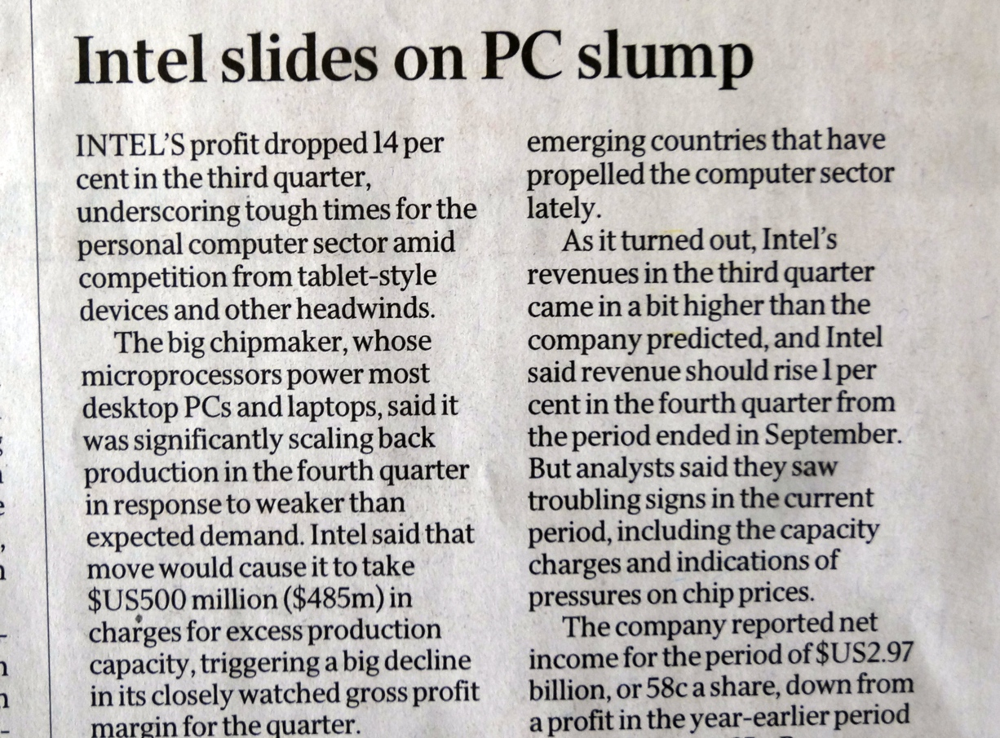 Intel slides on PC slump
INTEL'S profit dropped 14 per
cent in the third quarter,
underscoring tough times for the
personal computer sector amid
competition from tablet-style
devices and other headwinds.
The big chipmaker, whose
microprocessors power most
desktop PCs and laptops, said it
was significantly scaling back
production in the fourth quarter
in response to weaker than
expected demand. Intel said that
move would cause it to take
$US500 million ($485m) in
charges for excess production
capacity, triggering a big decline
in its closely watched gross profit
margin for the quarter.
emerging countries that have
propelled the computer sector
lately.
As it turned out, Intel's
revenues in the third quarter
came in a bit higher than the
company predicted, and Intel
said revenue should rise 1 per
cent in the fourth quarter from
the period ended in September.
But analysts said they saw
troubling signs in the current
period, including the capacity
charges and indications of
pressures on chip prices.
The company reported net
income for the period of $US2.97
billion, or 58c a share, down from
a profit in the year-earlier period